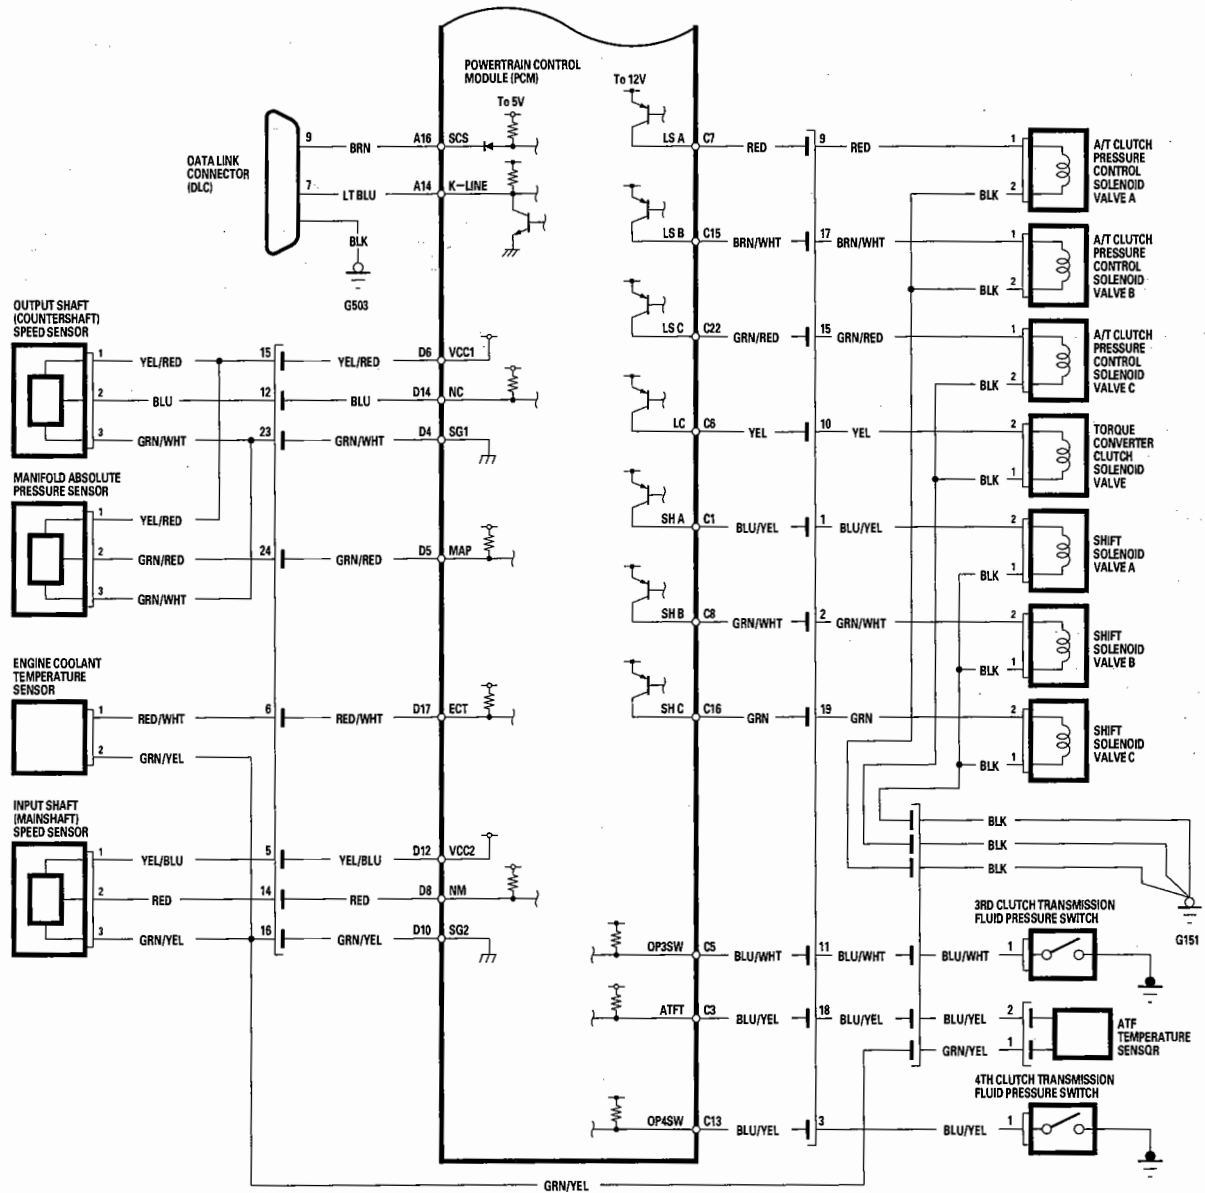 POWERTRAIN CONTROL
MODULE (PCM)
To 5V
To 12V
DATA LINK
CONNECTOR
(DLC)
9 BRN A16 SCS
7 LT BLU A14 K-LINE
BLK
G503
OUTPUT SHAFT
(COUNTERSHAFT)
SPEED SENSOR
1 YEL/RED 15 YEL/RED D6 VCC1
2 BLU 12 BLU D14 NC
3 GRN/WHT 23 GRN/WHT D4 SG1
MANIFOLD ABSOLUTE
PRESSURE SENSOR
1 YEL/RED
2 GRN/RED 24 GRN/RED D5 MAP
3 GRN/WHT
ENGINE COOLANT
TEMPERATURE
SENSOR
1 RED/WHT 6 RED/WHT D17 ECT
2 GRN/YEL
INPUT SHAFT
(MAINSHAFT)
SPEED SENSOR
1 YEL/BLU 5 YEL/BLU D12 VCC2
2 RED 14 RED D8 NM
3 GRN/YEL 16 GRN/YEL D10 SG2
LS A C7 RED 9 RED 1
BLK 2
A/T CLUTCH
PRESSURE
CONTROL
SOLENOID
VALVE A
LS B C15 BRN/WHT 17 BRN/WHT 1
BLK 2
A/T CLUTCH
PRESSURE
CONTROL
SOLENOID
VALVE B
LS C C22 GRN/RED 15 GRN/RED 1
BLK 2
A/T CLUTCH
PRESSURE
CONTROL
SOLENOID
VALVE C
LC C6 YEL 10 YEL 2
BLK 1
TORQUE
CONVERTER
CLUTCH
SOLENOID
VALVE
SH A C1 BLU/YEL 1 BLU/YEL 2
BLK 1
SHIFT
SOLENOID
VALVE A
SH B C8 GRN/WHT 2 GRN/WHT 2
BLK 1
SHIFT
SOLENOID
VALVE B
SH C C16 GRN 19 GRN 2
BLK 1
SHIFT
SOLENOID
VALVE C
BLK
BLK
BLK
G151
3RD CLUTCH TRANSMISSION
FLUID PRESSURE SWITCH
OP3SW C5 BLU/WHT 11 BLU/WHT BLU/WHT 1
ATFT C3 BLU/YEL 18 BLU/YEL BLU/YEL 2
GRN/YEL 1
ATF
TEMPERATURE
SENSOR
4TH CLUTCH TRANSMISSION
FLUID PRESSURE SWITCH
OP4SW C13 BLU/YEL 3 BLU/YEL 1
GRN/YEL